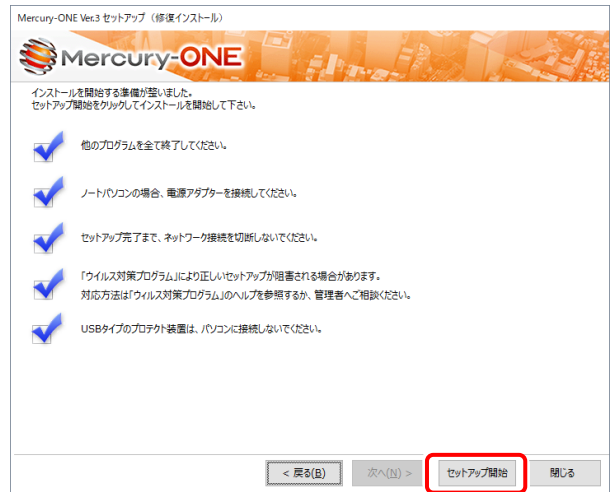 Mercury-ONE Ver.3 セットアップ（修復インストール）
Mercury-ONE
インストールを開始する準備が整いました。
セットアップ開始をクリックしてインストールを開始して下さい。
他のプログラムを全て終了してください。
ノートパソコンの場合、電源アダプターを接続してください。
セットアップ完了まで、ネットワーク接続を切断しないでください。
「ウイルス対策プログラム」により正しいセットアップが阻害される場合があります。
対応方法は「ウィルス対策プログラム」のヘルプを参照するか、管理者へご相談ください。
USBタイプのプロテクト装置は、パソコンに接続しないでください。
< 戻る(B) 次へ(N) > セットアップ開始 閉じる